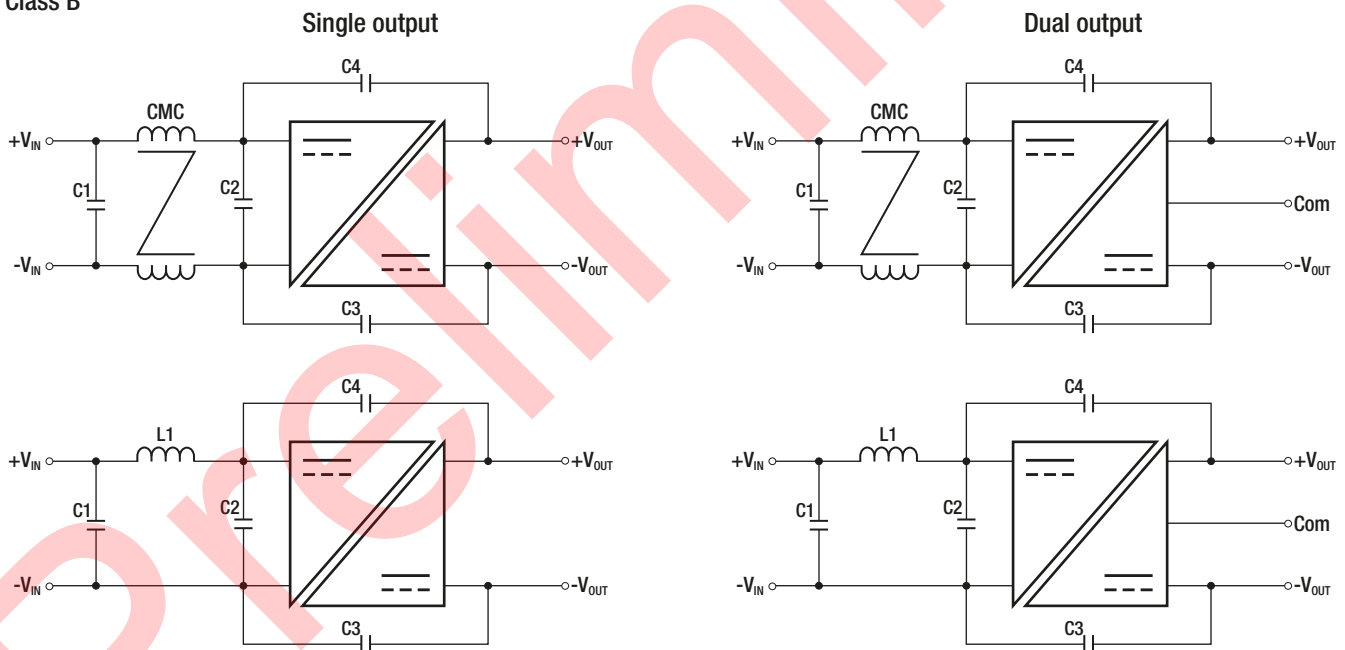 Class B
Single output
Dual output
C4
CMC
+VIN
C1
C2
+VOUT
-VIN
-VOUT
C3
C4
CMC
+VIN
C1
C2
+VOUT
Com
-VIN
-VOUT
C3
C4
L1
+VIN
C1
C2
+VOUT
-VIN
-VOUT
C3
C4
L1
+VIN
C1
C2
+VOUT
Com
-VIN
-VOUT
C3
Prelim